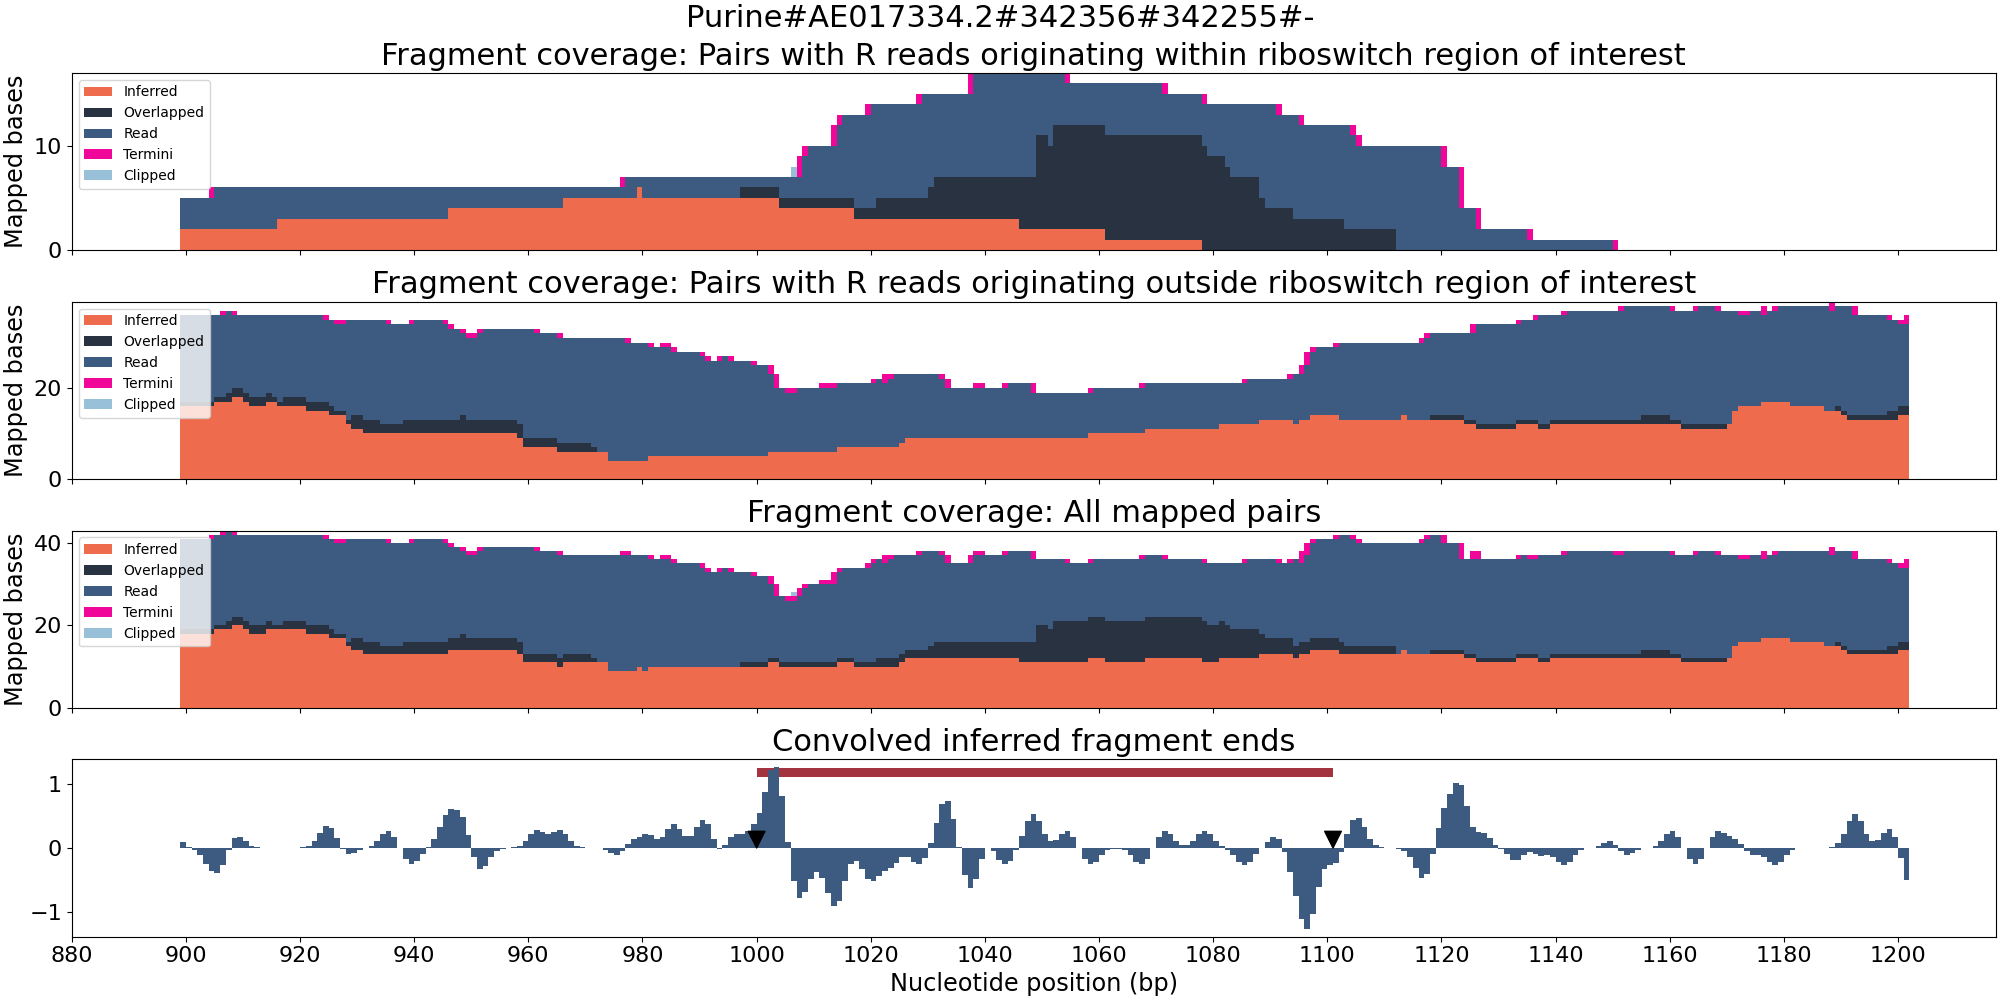 Purine#AE017334.2#342356#342255#-
Fragment coverage: Pairs with R reads originating within riboswitch region of interest
Mapped bases
10
0
Inferred
Overlapped
Read
Termini
Clipped
Fragment coverage: Pairs with R reads originating outside riboswitch region of interest
Mapped bases
20
0
Inferred
Overlapped
Read
Termini
Clipped
Fragment coverage: All mapped pairs
Mapped bases
40
20
0
Inferred
Overlapped
Read
Termini
Clipped
Convolved inferred fragment ends
1
0
−1
880 900 920 940 960 980 1000 1020 1040 1060 1080 1100 1120 1140 1160 1180 1200
Nucleotide position (bp)